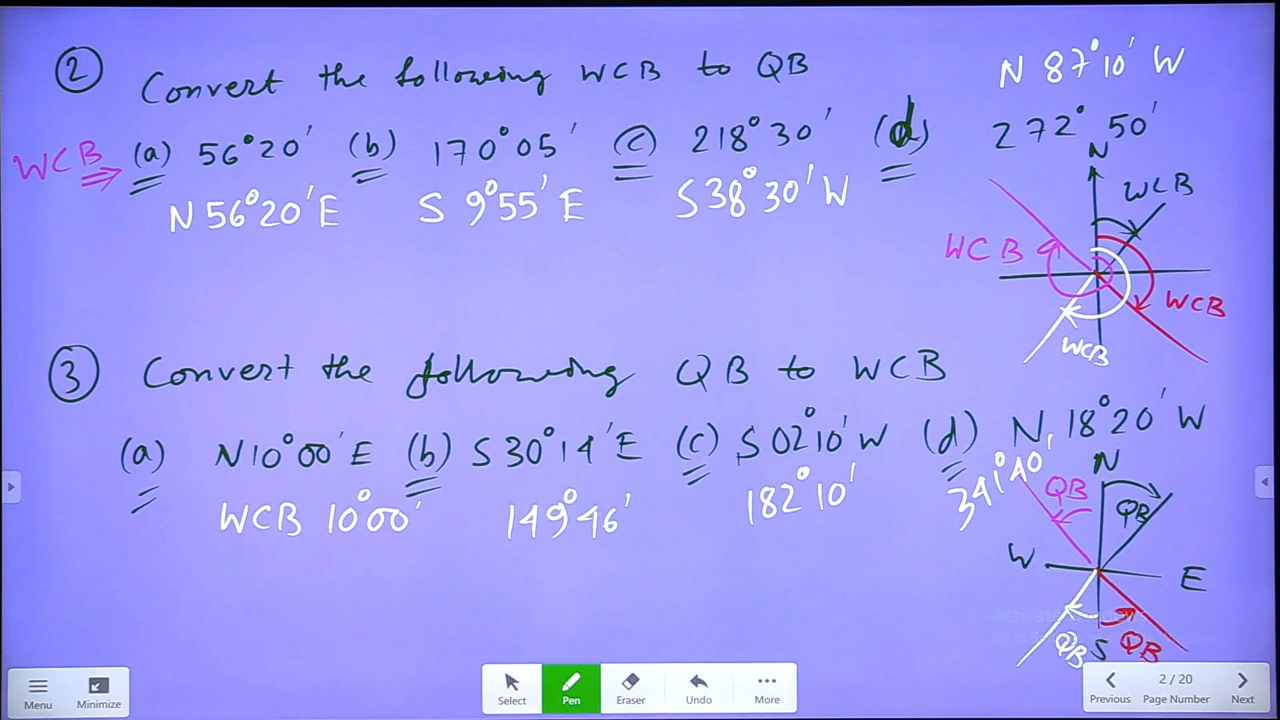 ② Convert the following WCB to QB
N 87°10' W
WCB ⇒ (a) 56°20' (b) 170°05' (c) 218°30' (d) 272° 50'
N 56°20' E S 9°55' E S 38°30' W
N
WCB
WCB
WCB
WCB
③ Convert the following QB to WCB
(a) N10°00'E (b) S 30°14'E (c) S 02°10'W (d) N 18°20'W
WCB 10°00' 149°46' 182°10' 341°40'
N
QB
QB
W
E
QB
S
QB
Menu
Minimize
Select
Pen
Eraser
Undo
More
Previous
2 / 20
Page Number
Next